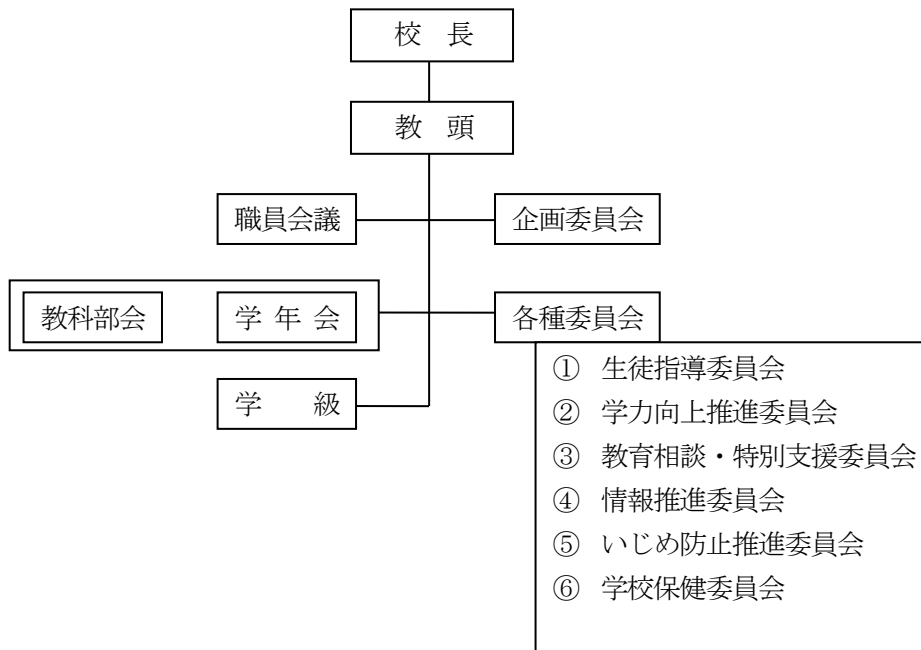 校　長
教　頭
職員会議
企画委員会
教科部会
学 年 会
各種委員会
① 生徒指導委員会
② 学力向上推進委員会
③ 教育相談・特別支援委員会
④ 情報推進委員会
⑤ いじめ防止推進委員会
⑥ 学校保健委員会
学　　級